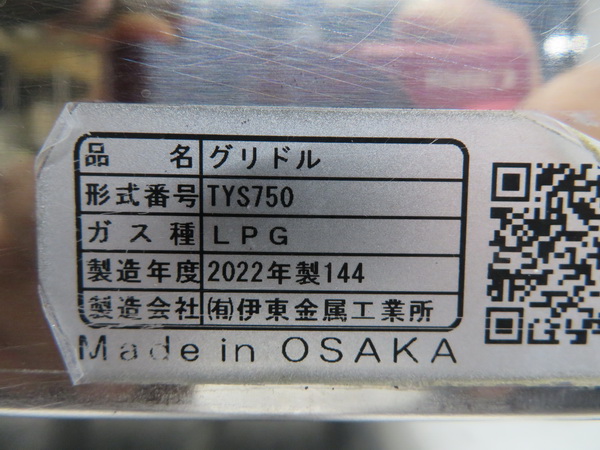 品名 グリドル
形式番号 TYS750
ガス種 LPG
製造年度 2022年製144
製造会社 ㈲伊東金属工業所
Made in OSAKA